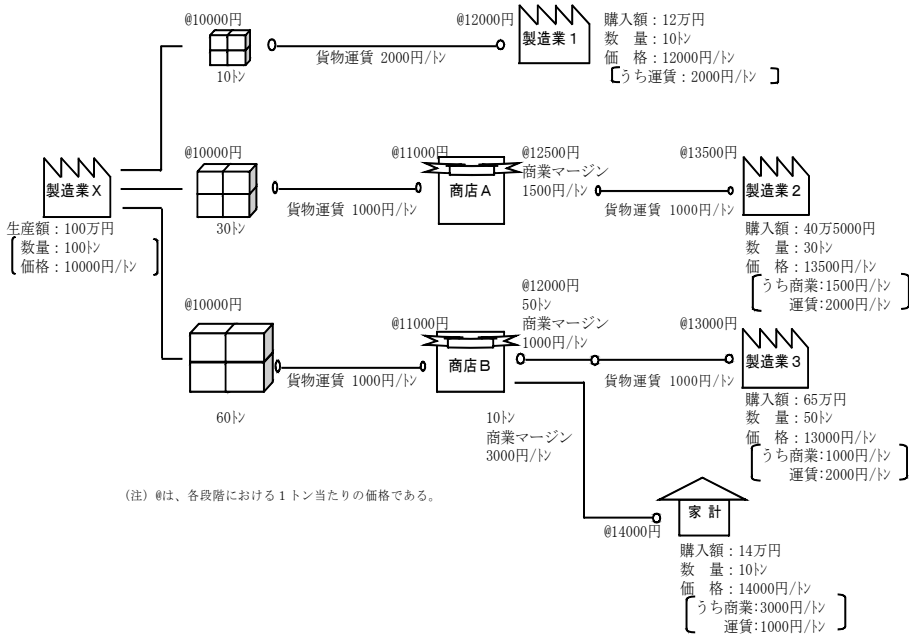 @10000円
10㌧
貨物運賃 2000円/㌧
@12000円
製造業１
購入額：12万円
数　量：10㌧
価　格：12000円/㌧
うち運賃：2000円/㌧
製造業Ｘ
生産額：100万円
数量：100㌧
価格：10000円/㌧
@10000円
30㌧
貨物運賃 1000円/㌧
@11000円
商店Ａ
@12500円
商業マージン
1500円/㌧
貨物運賃 1000円/㌧
@13500円
製造業２
購入額：40万5000円
数　量：30㌧
価　格：13500円/㌧
うち商業:1500円/㌧
運賃:2000円/㌧
@10000円
60㌧
貨物運賃 1000円/㌧
@11000円
商店Ｂ
@12000円
50㌧
商業マージン
1000円/㌧
貨物運賃 1000円/㌧
@13000円
製造業３
購入額：65万円
数　量：50㌧
価　格：13000円/㌧
うち商業:1000円/㌧
運賃:2000円/㌧
10㌧
商業マージン
3000円/㌧
@14000円
家 計
購入額：14万円
数　量：10㌧
価　格：14000円/㌧
うち商業:3000円/㌧
運賃:1000円/㌧
(注) @は、各段階における１トン当たりの価格である。